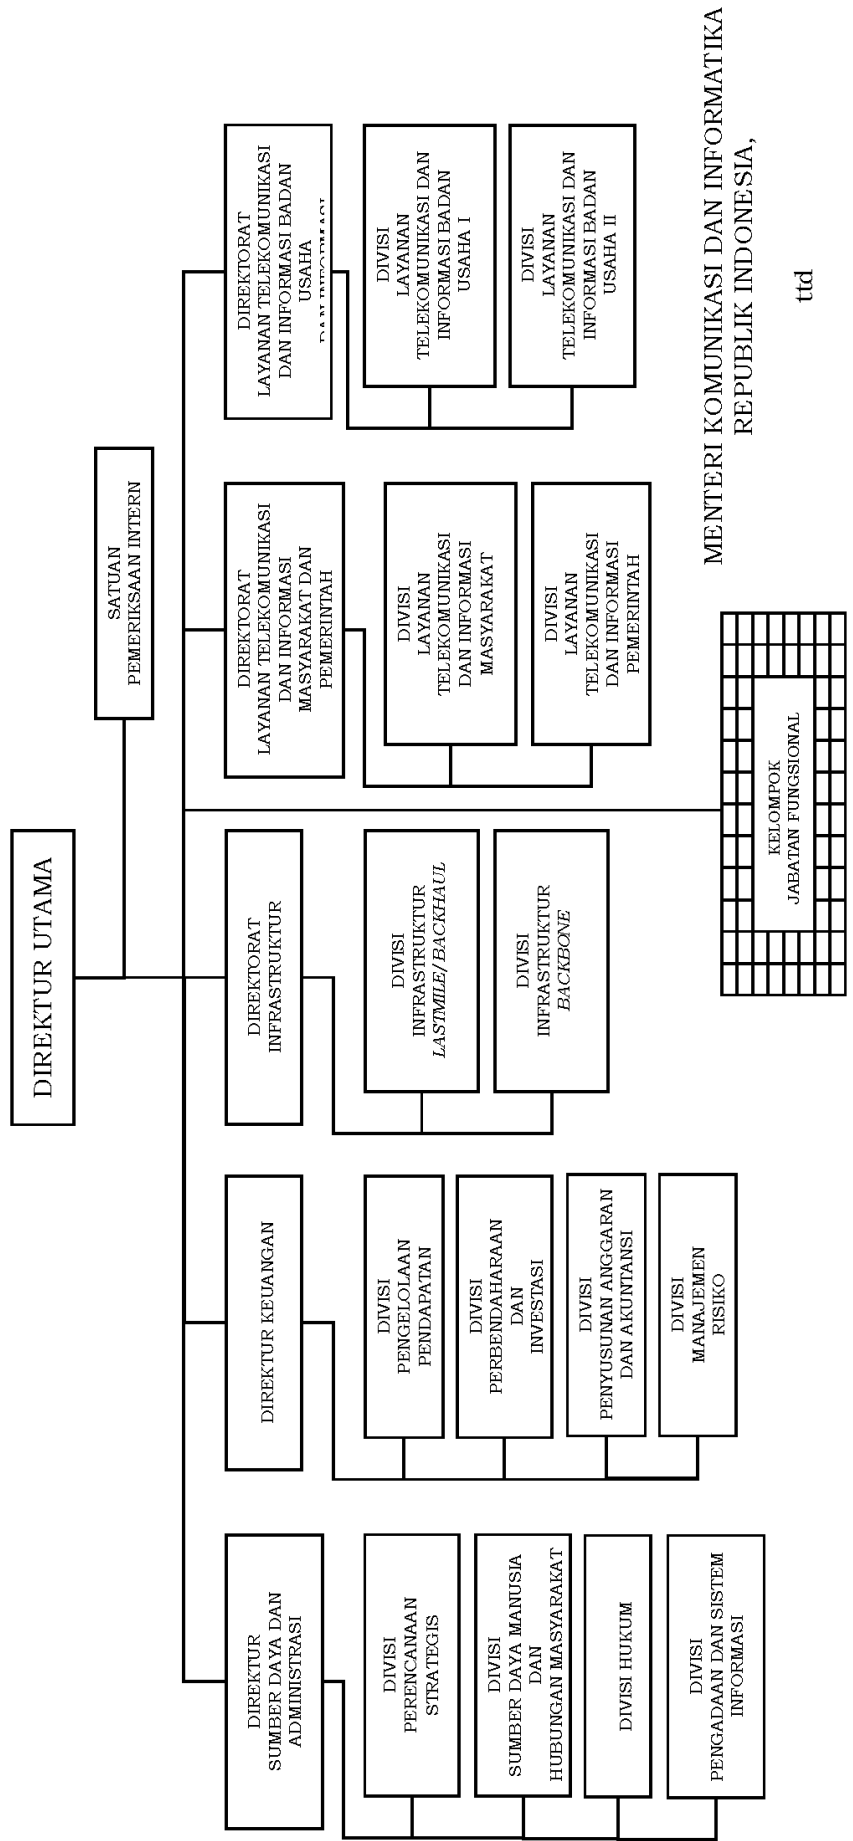 DIREKTUR UTAMA
SATUAN
PEMERIKSAAN INTERN
DIREKTUR
SUMBER DAYA DAN
ADMINISTRASI
DIREKTUR KEUANGAN
DIREKTORAT
INFRASTRUKTUR
DIREKTORAT
LAYANAN TELEKOMUNIKASI
DAN INFORMASI
MASYARAKAT DAN
PEMERINTAH
DIREKTORAT
LAYANAN TELEKOMUNIKASI
DAN INFORMASI BADAN
USAHA
DAN INFORMASI
DIVISI
PERENCANAAN
STRATEGIS
DIVISI
SUMBER DAYA MANUSIA
DAN
HUBUNGAN MASYARAKAT
DIVISI HUKUM
DIVISI
PENGADAAN DAN SISTEM
INFORMASI
DIVISI
PENGELOLAAN
PENDAPATAN
DIVISI
PERBENDAHARAAN
DAN
INVESTASI
DIVISI
PENYUSUNAN ANGGARAN
DAN AKUNTANSI
DIVISI
MANAJEMEN
RISIKO
DIVISI
INFRASTRUKTUR
LASTMILE/BACKHAUL
DIVISI
INFRASTRUKTUR
BACKBONE
DIVISI
LAYANAN
TELEKOMUNIKASI
DAN INFORMASI
MASYARAKAT
DIVISI
LAYANAN
TELEKOMUNIKASI
DAN INFORMASI
PEMERINTAH
DIVISI
LAYANAN
TELEKOMUNIKASI DAN
INFORMASI BADAN
USAHA I
DIVISI
LAYANAN
TELEKOMUNIKASI DAN
INFORMASI BADAN
USAHA II
KELOMPOK
JABATAN FUNGSIONAL
MENTERI KOMUNIKASI DAN INFORMATIKA
REPUBLIK INDONESIA,
ttd